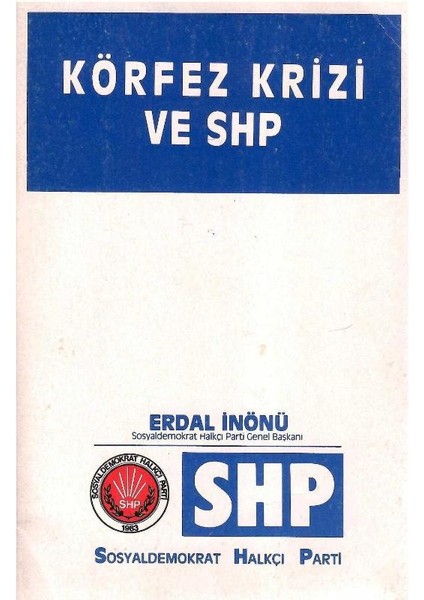 KÖRFEZ KRİZİ
VE SHP
ERDAL İNÖNÜ
Sosyaldemokrat Halkçı Parti Genel Başkanı
SOSYALDEMOKRAT HALKÇI PARTİ
SHP
1983
SHP
SOSYALDEMOKRAT HALKÇI PARTİ